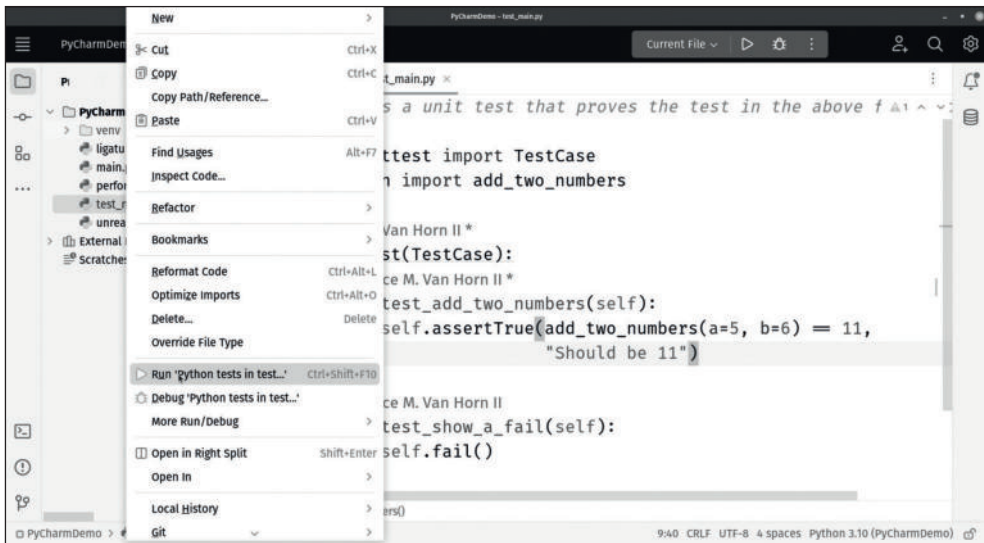 PyCharmDemo – test_main.py
PyCharmDen
Current File
New
Cut Ctrl+X
Copy Ctrl+C
Copy Path/Reference...
Paste Ctrl+V
Find Usages Alt+F7
Inspect Code...
Refactor
Bookmarks
Reformat Code Ctrl+Alt+L
Optimize Imports Ctrl+Alt+O
Delete... Delete
Override File Type
Run 'Python tests in test...' Ctrl+Shift+F10
Debug 'Python tests in test...'
More Run/Debug
Open in Right Split Shift+Enter
Open In
Local History
Git
PyCharm
venv
ligatu
main.
perfor
test_
unrea
External
Scratche
t_main.py
s a unit test that proves the test in the above f 1
ttest import TestCase
import add_two_numbers
Van Horn II *
st(TestCase):
ce M. Van Horn II *
test_add_two_numbers(self):
self.assertTrue(add_two_numbers(a=5, b=6) == 11,
"Should be 11")
ce M. Van Horn II
test_show_a_fail(self):
self.fail()
ers()
PyCharmDemo
9:40 CRLF UTF-8 4 spaces Python 3.10 (PyCharmDemo)